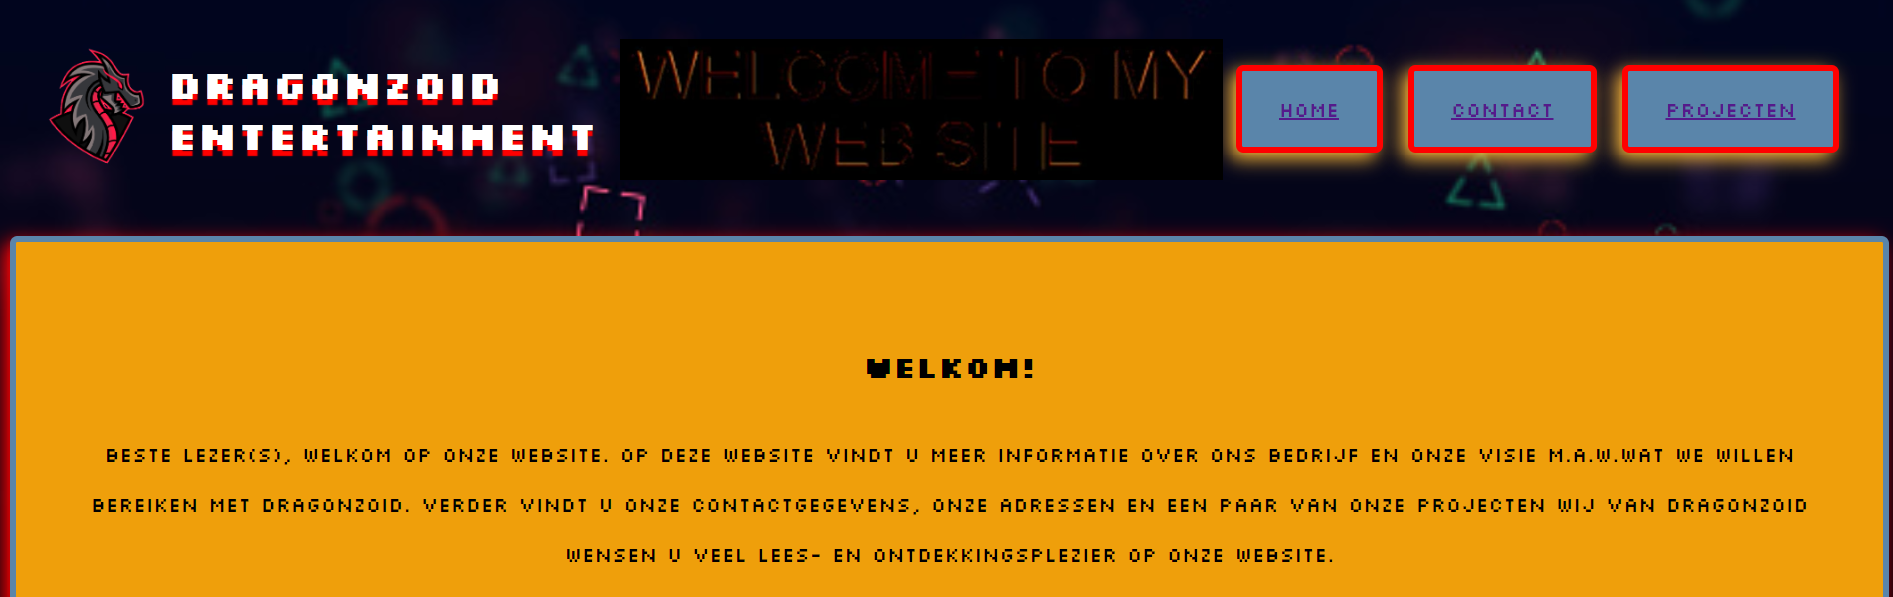 DRAGONZOID
ENTERTAINMENT
WELCOME TO MY
WEB SITE
HOME
CONTACT
PROJECTEN
WELKOM!
BESTE LEZER(S), WELKOM OP ONZE WEBSITE. OP DEZE WEBSITE VINDT U MEER INFORMATIE OVER ONS BEDRIJF EN ONZE VISIE M.A.W.WAT WE WILLEN
BEREIKEN MET DRAGONZOID. VERDER VINDT U ONZE CONTACTGEGEVENS, ONZE ADRESSEN EN EEN PAAR VAN ONZE PROJECTEN WIJ VAN DRAGONZOID
WENSEN U VEEL LEES- EN ONTDEKKINGSPLEZIER OP ONZE WEBSITE.